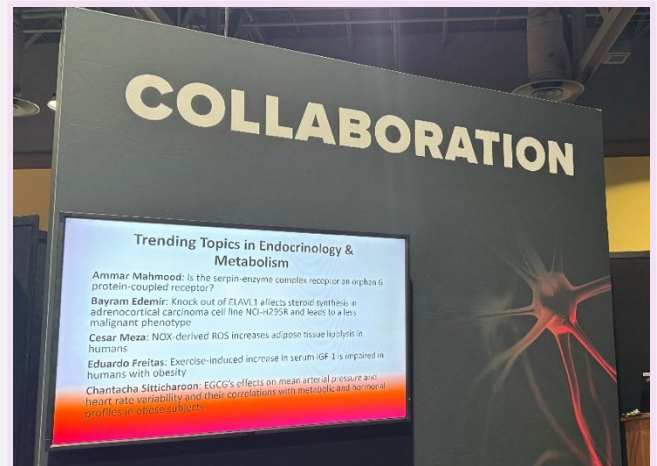 COLLABORATION
Trending Topics in Endocrinology &
Metabolism
Ammar Mahmood: Is the serpin-enzyme complex receptor an orphan G
protein-coupled receptor?
Bayram Edemir: Knock out of ELAVL1 affects steroid synthesis in
adrenocortical carcinoma cell line NCI-H295R and leads to a less
malignant phenotype
Cesar Meza: NOX-derived ROS increases adipose tissue lipolysis in
humans
Eduardo Freitas: Exercise-induced increase in serum IGF-1 is impaired in
humans with obesity
Chantacha Sitticharoon: EGCG's effects on mean arterial pressure and
heart rate variability and their correlations with metabolic and hormonal
profiles in obese subjects